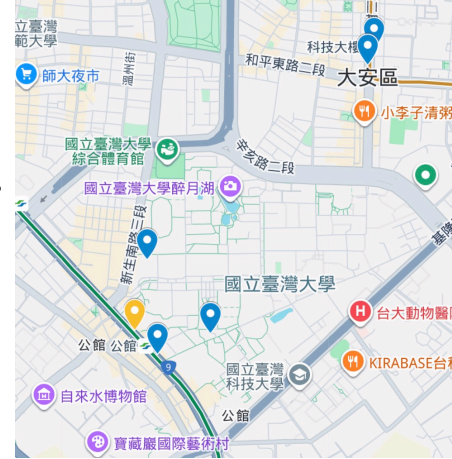 立臺灣
範大學
科技大樓
和平東路二段
溫州街
師大夜市
大安區
小李子清粥
國立臺灣大學
綜合體育館
辛亥路二段
國立臺灣大學醉月湖
新生南路三段
基隆
國立臺灣大學
台大動物醫
公館
公館
9
國立臺灣
科技大學
KIRABASE台
自來水博物館
公館
寶藏巖國際藝術村